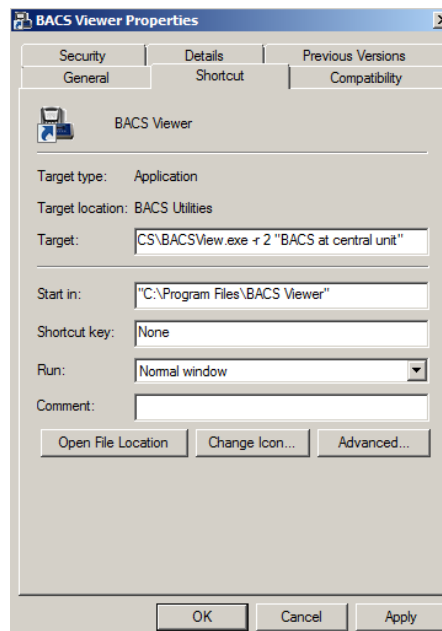 BACS Viewer Properties
Security Details Previous Versions
General Shortcut Compatibility
BACS Viewer
Target type: Application
Target location: BACS Utilities
Target: CS\BACSView.exe -r 2 "BACS at central unit"
Start in: "C:\Program Files\BACS Viewer"
Shortcut key: None
Run: Normal window
Comment:
Open File Location Change Icon... Advanced...
OK Cancel Apply